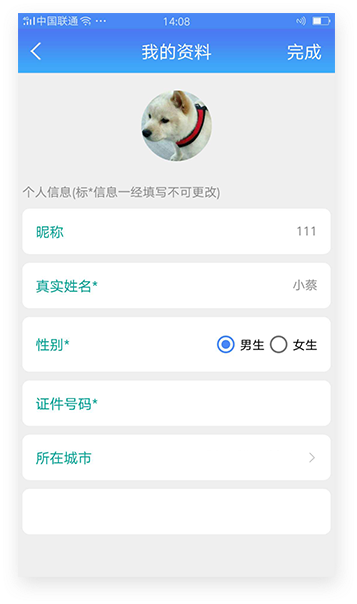 中国联通 ··· 14:08
我的资料 完成
个人信息(标*信息一经填写不可更改)
昵称 111
真实姓名* 小蔡
性别* 男生 女生
证件号码*
所在城市